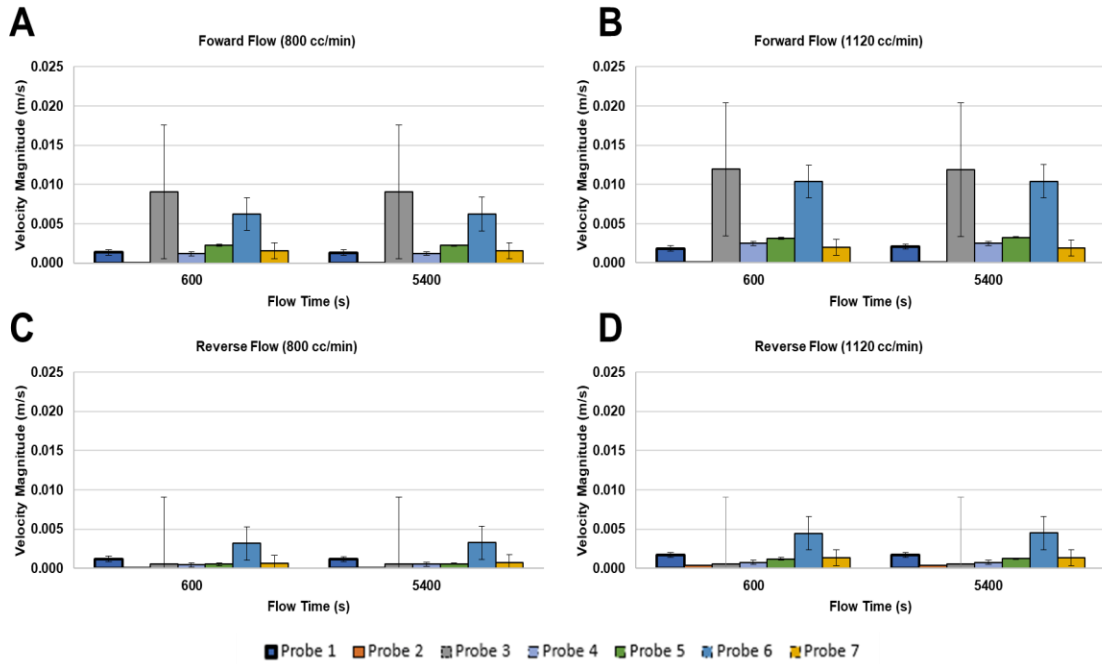 A
Foward Flow (800 cc/min)
Velocity Magnitude (m/s)
0.025
0.020
0.015
0.010
0.005
0.000
600
5400
Flow Time (s)
B
Forward Flow (1120 cc/min)
Velocity Magnitude (m/s)
0.025
0.020
0.015
0.010
0.005
0.000
600
5400
Flow Time (s)
C
Reverse Flow (800 cc/min)
Velocity Magnitude (m/s)
0.025
0.020
0.015
0.010
0.005
0.000
600
5400
Flow Time (s)
D
Reverse Flow (1120 cc/min)
Velocity Magnitude (m/s)
0.025
0.020
0.015
0.010
0.005
0.000
600
5400
Flow Time (s)
Probe 1 Probe 2 Probe 3 Probe 4 Probe 5 Probe 6 Probe 7